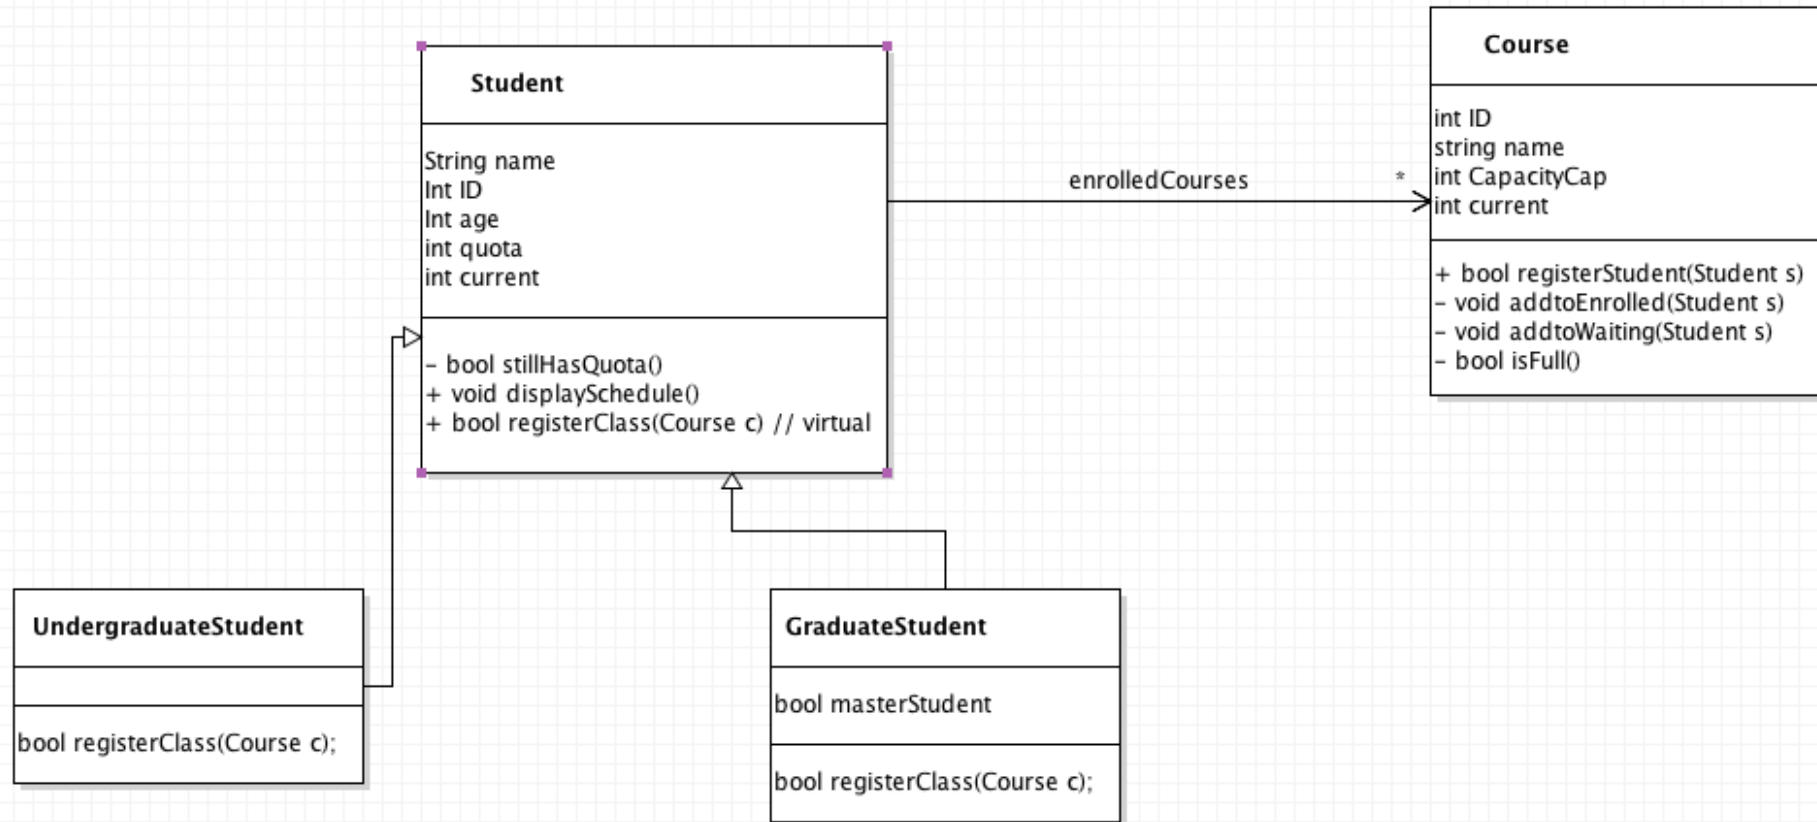 Student
String name
Int ID
Int age
int quota
int current
- bool stillHasQuota()
+ void displaySchedule()
+ bool registerClass(Course c) // virtual
enrolledCourses
*
Course
int ID
string name
int CapacityCap
int current
+ bool registerStudent(Student s)
- void addtoEnrolled(Student s)
- void addtoWaiting(Student s)
- bool isFull()
UndergraduateStudent
bool registerClass(Course c);
GraduateStudent
bool masterStudent
bool registerClass(Course c);